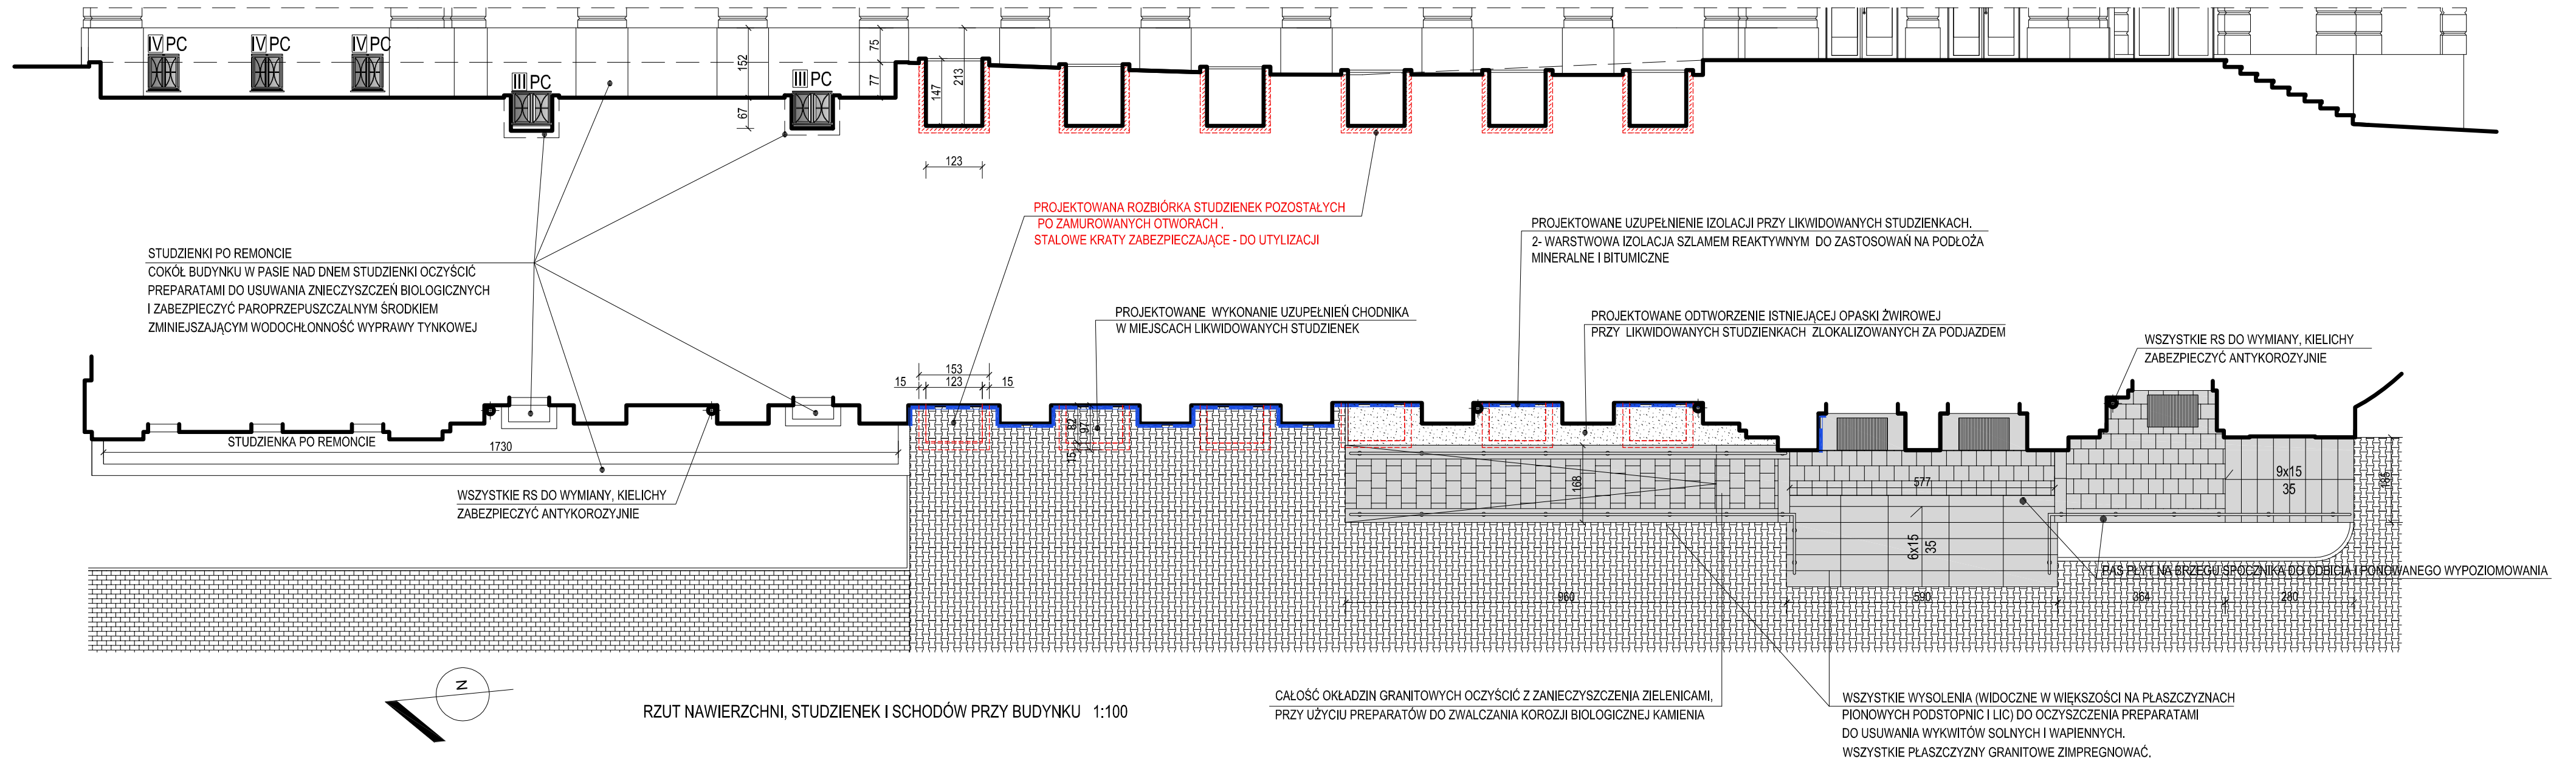 IV PC
IV PC
IV PC
III PC
III PC
152
67
75
77
147
213
123
PROJEKTOWANA ROZBIÓRKA STUDZIENEK POZOSTAŁYCH
PO ZAMUROWANYCH OTWORACH .
STALOWE KRATY ZABEZPIECZAJĄCE - DO UTYLIZACJI
PROJEKTOWANE UZUPEŁNIENIE IZOLACJI PRZY LIKWIDOWANYCH STUDZIENKACH.
2- WARSTWOWA IZOLACJA SZLAMEM REAKTYWNYM DO ZASTOSOWAŃ NA PODŁOŻA
MINERALNE I BITUMICZNE
STUDZIENKI PO REMONCIE
COKÓŁ BUDYNKU W PASIE NAD DNEM STUDZIENKI OCZYŚCIĆ
PREPARATAMI DO USUWANIA ZNIECZYSZCZEŃ BIOLOGICZNYCH
I ZABEZPIECZYĆ PAROPRZEPUSZCZALNYM ŚRODKIEM
ZMINIEJSZAJĄCYM WODOCHŁONNOŚĆ WYPRAWY TYNKOWEJ
PROJEKTOWANE WYKONANIE UZUPEŁNIEŃ CHODNIKA
W MIEJSCACH LIKWIDOWANYCH STUDZIENEK
PROJEKTOWANE ODTWORZENIE ISTNIEJĄCEJ OPASKI ŻWIROWEJ
PRZY LIKWIDOWANYCH STUDZIENKACH ZLOKALIZOWANYCH ZA PODJAZDEM
WSZYSTKIE RS DO WYMIANY, KIELICHY
ZABEZPIECZYĆ ANTYKOROZYJNIE
153
15 123 15
82
97
15
STUDZIENKA PO REMONCIE
1730
WSZYSTKIE RS DO WYMIANY, KIELICHY
ZABEZPIECZYĆ ANTYKOROZYJNIE
168
577
9x15
35
186
6x15
35
PAS PŁYT NA BRZEGU SPOCZNIKA DO ODBICIA I PONOWANEGO WYPOZIOMOWANIA
960
590
364
280
N
RZUT NAWIERZCHNI, STUDZIENEK I SCHODÓW PRZY BUDYNKU 1:100
CAŁOŚĆ OKŁADZIN GRANITOWYCH OCZYŚCIĆ Z ZANIECZYSZCZENIA ZIELENICAMI,
PRZY UŻYCIU PREPARATÓW DO ZWALCZANIA KOROZJI BIOLOGICZNEJ KAMIENIA
WSZYSTKIE WYSOLENIA (WIDOCZNE W WIĘKSZOŚCI NA PŁASZCZYZNACH
PIONOWYCH PODSTOPNIC I LIC) DO OCZYSZCZENIA PREPARATAMI
DO USUWANIA WYKWITÓW SOLNYCH I WAPIENNYCH.
WSZYSTKIE PŁASZCZYZNY GRANITOWE ZIMPREGNOWAĆ.